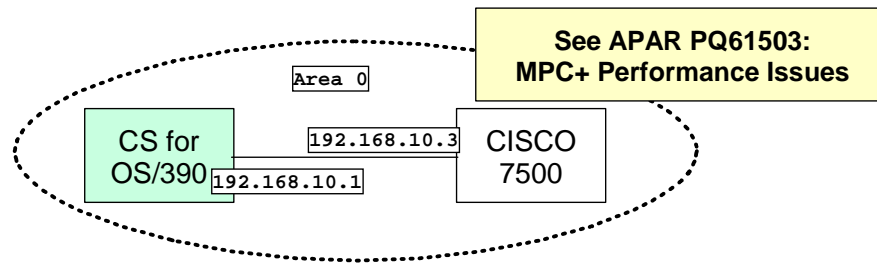 See APAR PQ61503:
MPC+ Performance Issues
Area 0
CS for
OS/390
192.168.10.3
192.168.10.1
CISCO
7500